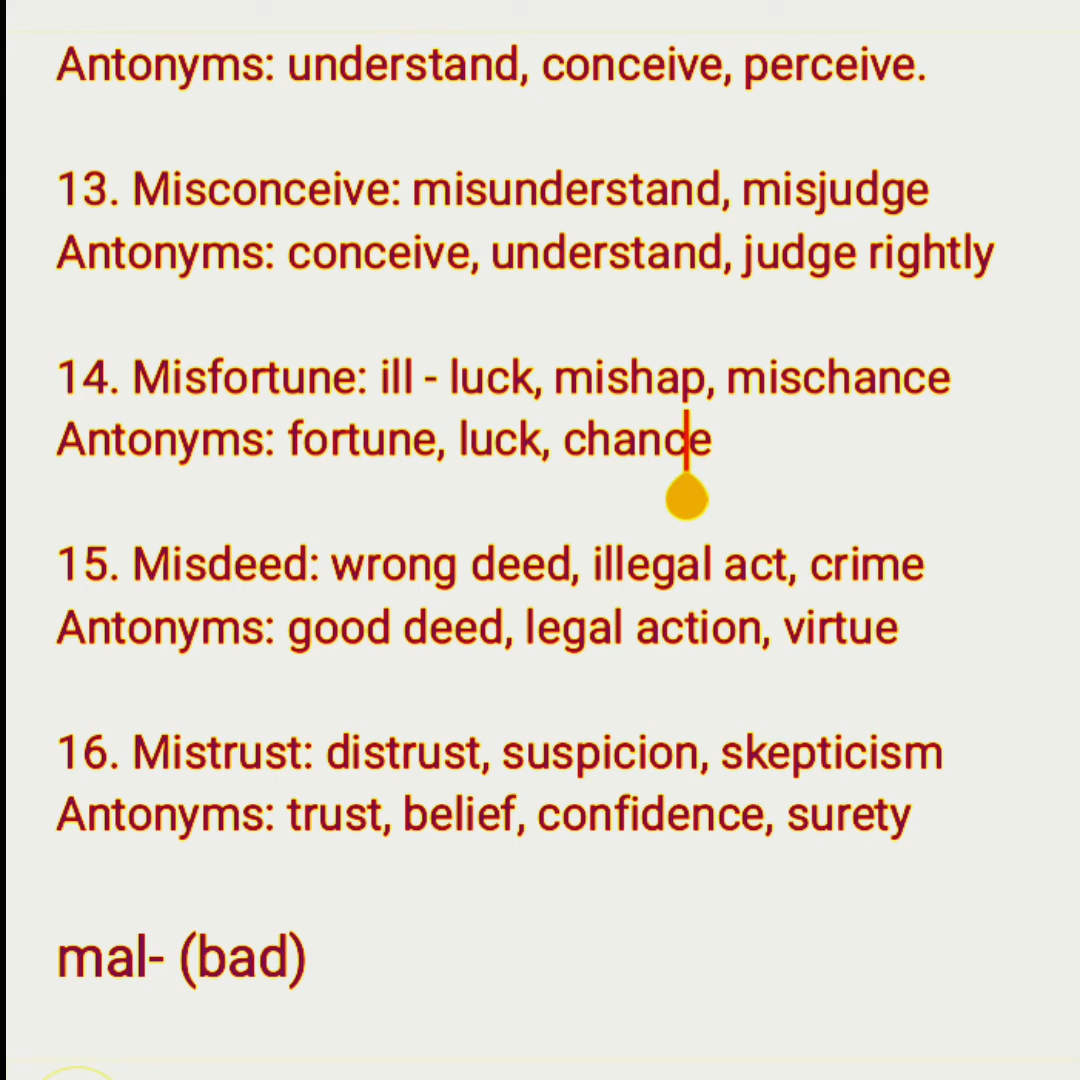 Antonyms: understand, conceive, perceive.
13. Misconceive: misunderstand, misjudge
Antonyms: conceive, understand, judge rightly
14. Misfortune: ill - luck, mishap, mischance
Antonyms: fortune, luck, chance
15. Misdeed: wrong deed, illegal act, crime
Antonyms: good deed, legal action, virtue
16. Mistrust: distrust, suspicion, skepticism
Antonyms: trust, belief, confidence, surety
mal- (bad)